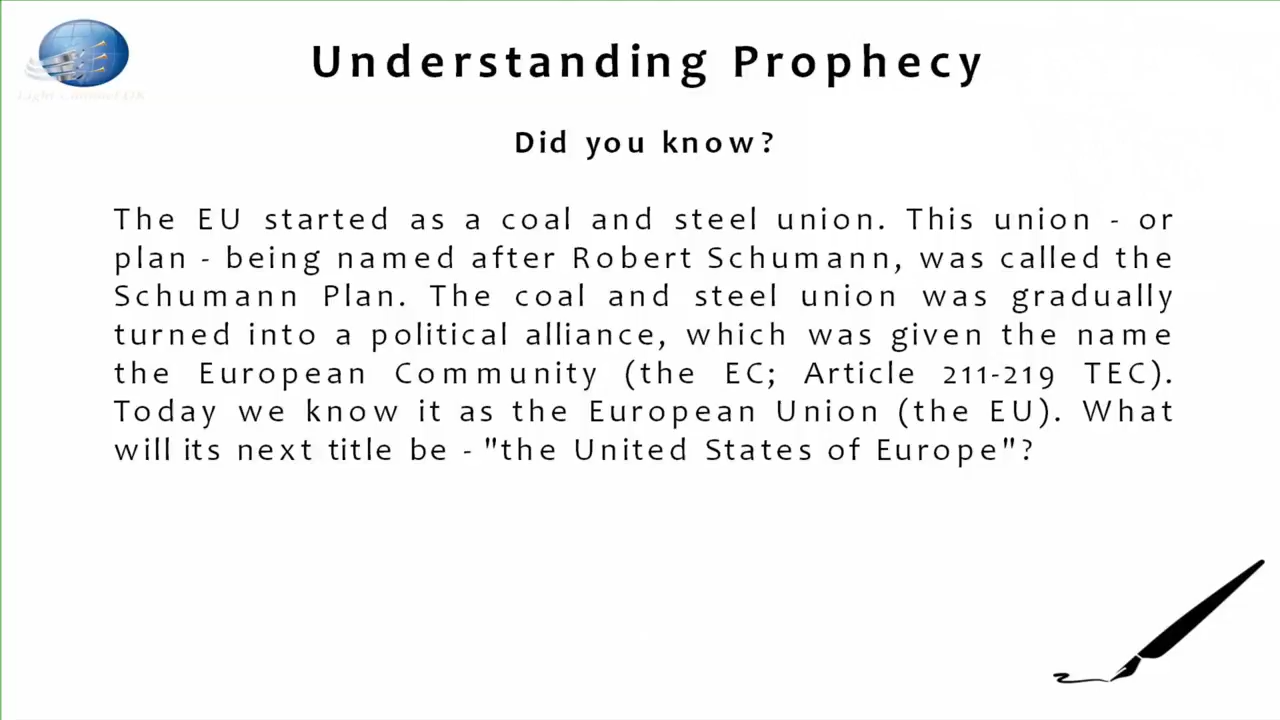 Understanding Prophecy
Did you know?
The EU started as a coal and steel union. This union - or
plan - being named after Robert Schumann, was called the
Schumann Plan. The coal and steel union was gradually
turned into a political alliance, which was given the name
the European Community (the EC; Article 211-219 TEC).
Today we know it as the European Union (the EU). What
will its next title be - "the United States of Europe"?